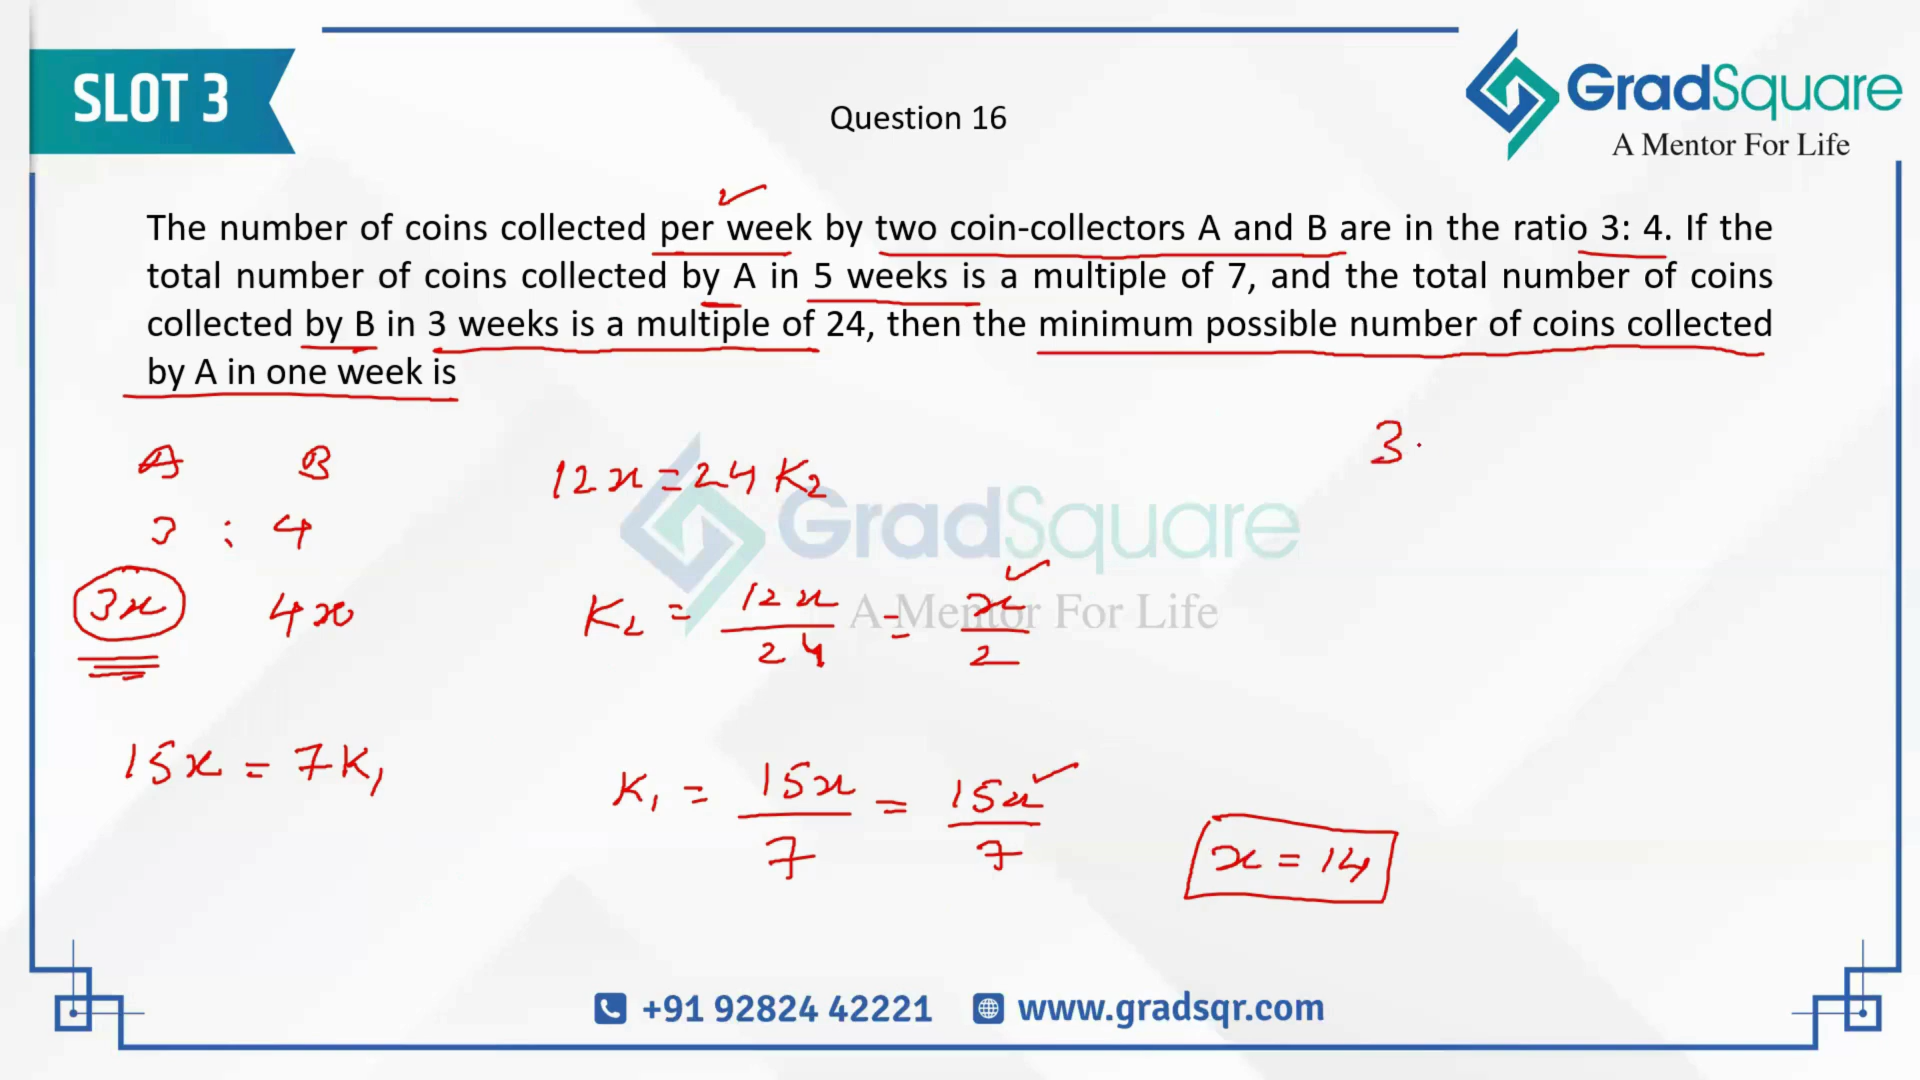 SLOT 3
Question 16
GradSquare
A Mentor For Life
The number of coins collected per week by two coin-collectors A and B are in the ratio 3: 4. If the
total number of coins collected by A in 5 weeks is a multiple of 7, and the total number of coins
collected by B in 3 weeks is a multiple of 24, then the minimum possible number of coins collected
by A in one week is
A B
3 : 4
3x 4x
15x = 7K₁
12x = 24K₂
K₂ = 12x/24 = x/2
K₁ = 15x/7 = 15x/7
3.
x = 14
GradSquare
A Mentor For Life
+91 92824 42221 www.gradsqr.com